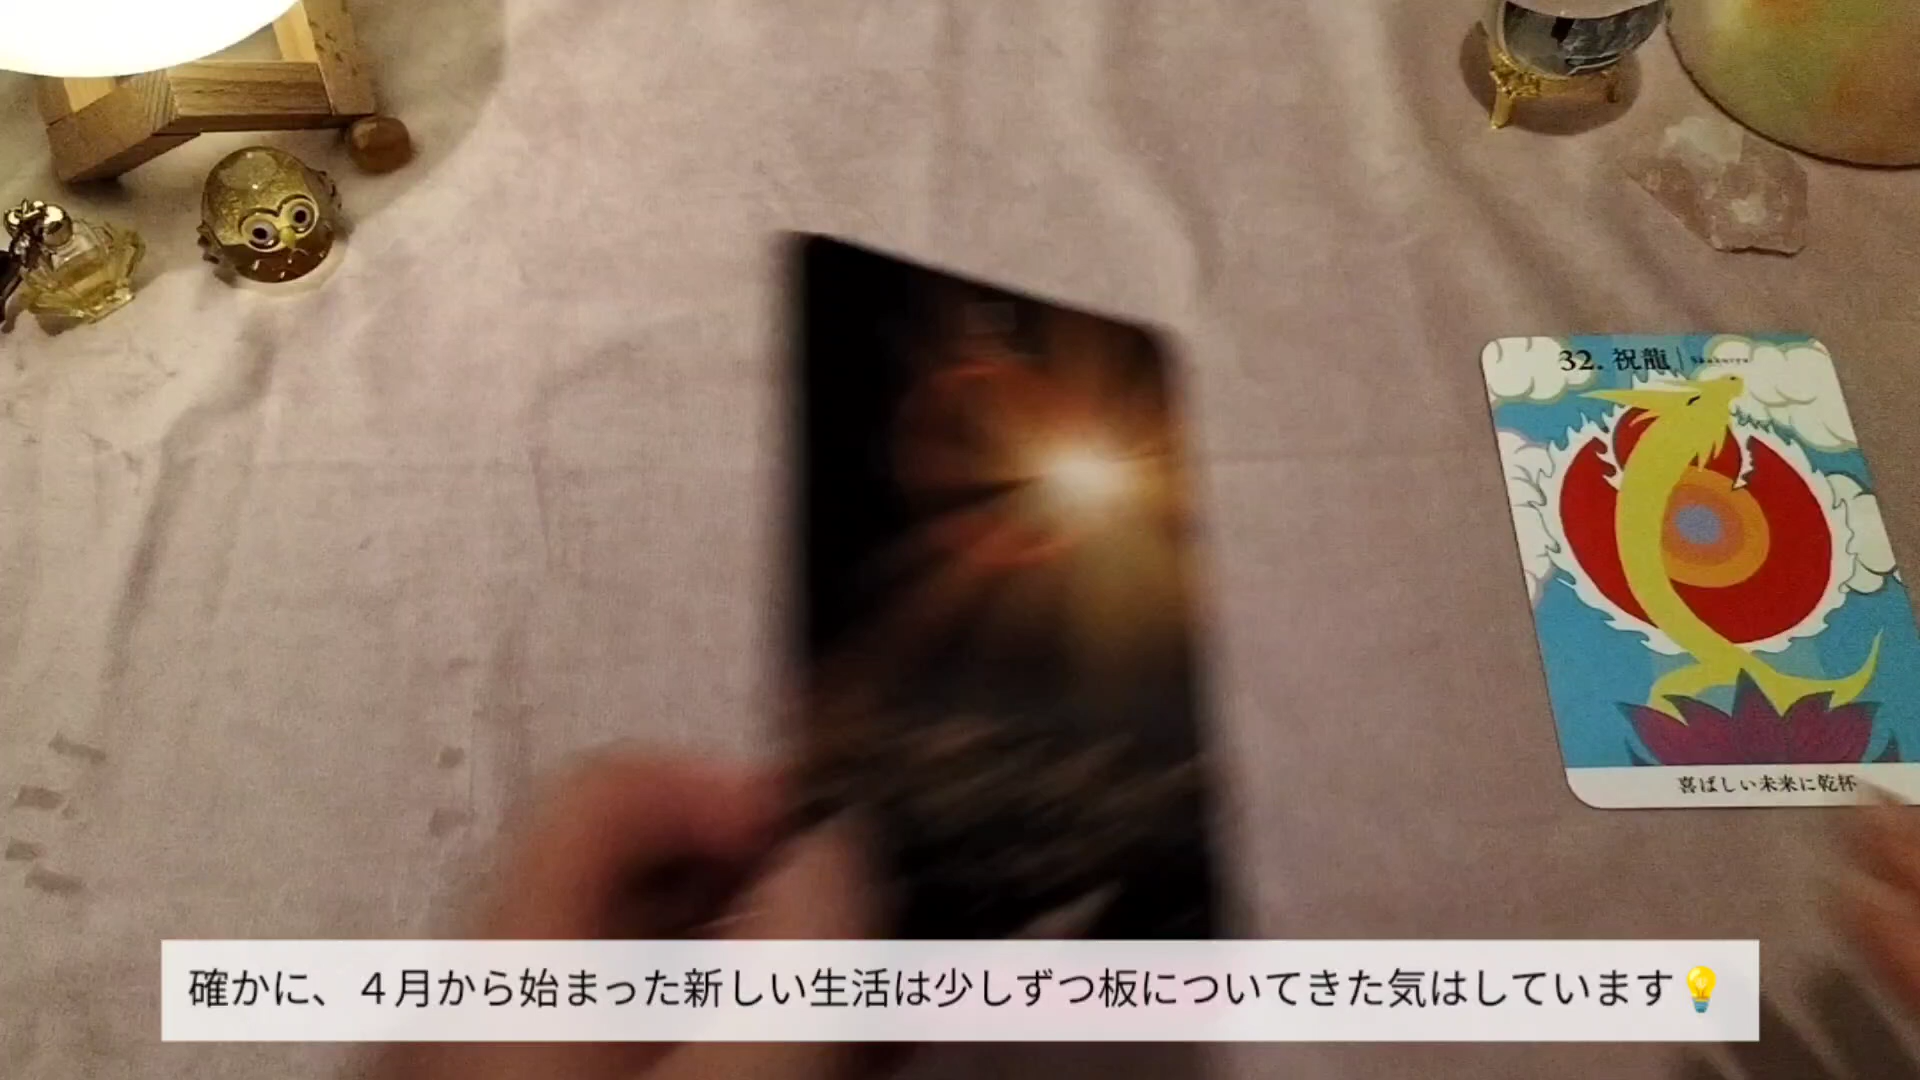 32. 祝龍
喜ばしい未来に乾杯
確かに、４月から始まった新しい生活は少しずつ板についてきた気はしています💡